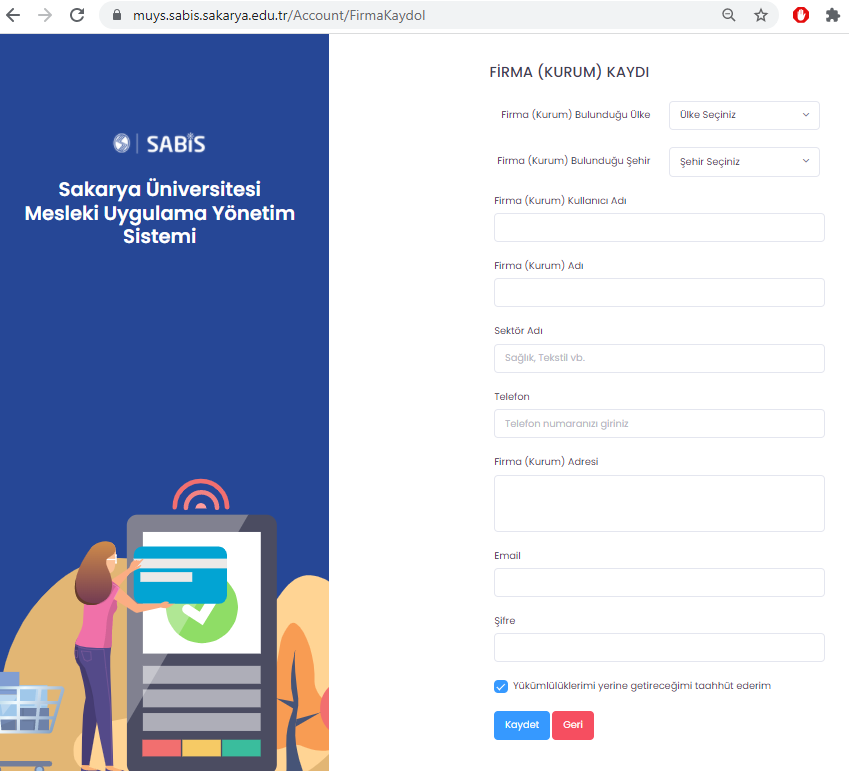 muys.sabis.sakarya.edu.tr/Account/FirmaKaydol
SABİS
Sakarya Üniversitesi
Mesleki Uygulama Yönetim
Sistemi
FİRMA (KURUM) KAYDI
Firma (Kurum) Bulunduğu Ülke
Ülke Seçiniz
Firma (Kurum) Bulunduğu Şehir
Şehir Seçiniz
Firma (Kurum) Kullanıcı Adı
Firma (Kurum) Adı
Sektör Adı
Sağlık, Tekstil vb.
Telefon
Telefon numaranızı giriniz
Firma (Kurum) Adresi
Email
Şifre
Yükümlülüklerimi yerine getireceğimi taahhüt ederim
Kaydet
Geri